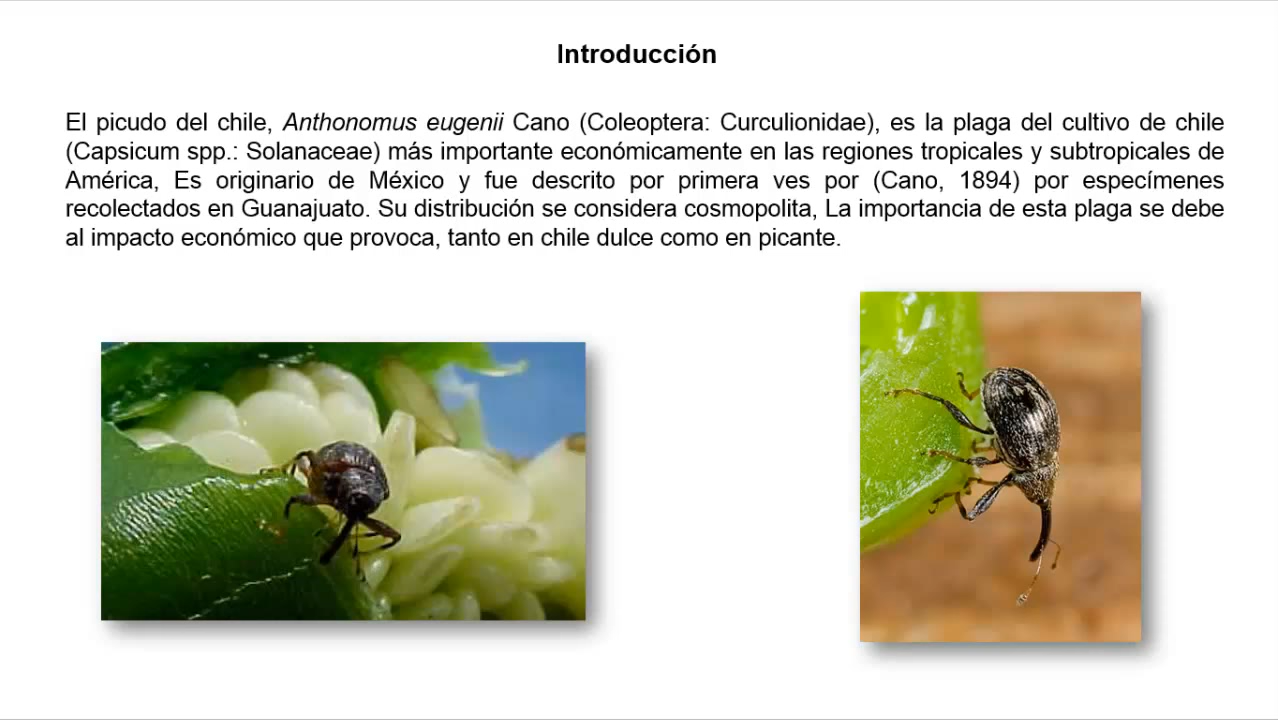 Introducción
El picudo del chile, Anthonomus eugenii Cano (Coleoptera: Curculionidae), es la plaga del cultivo de chile
(Capsicum spp.: Solanaceae) más importante económicamente en las regiones tropicales y subtropicales de
América, Es originario de México y fue descrito por primera ves por (Cano, 1894) por especímenes
recolectados en Guanajuato. Su distribución se considera cosmopolita, La importancia de esta plaga se debe
al impacto económico que provoca, tanto en chile dulce como en picante.